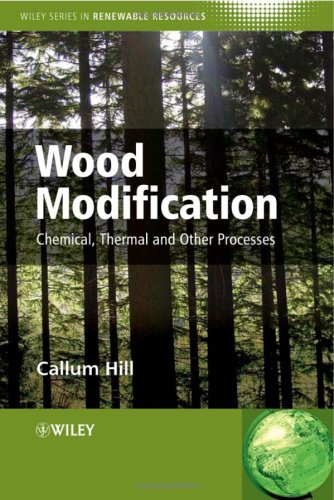 WILEY SERIES IN RENEWABLE RESOURCES
Wood
Modification
Chemical, Thermal and Other Processes
Callum Hill
WILEY